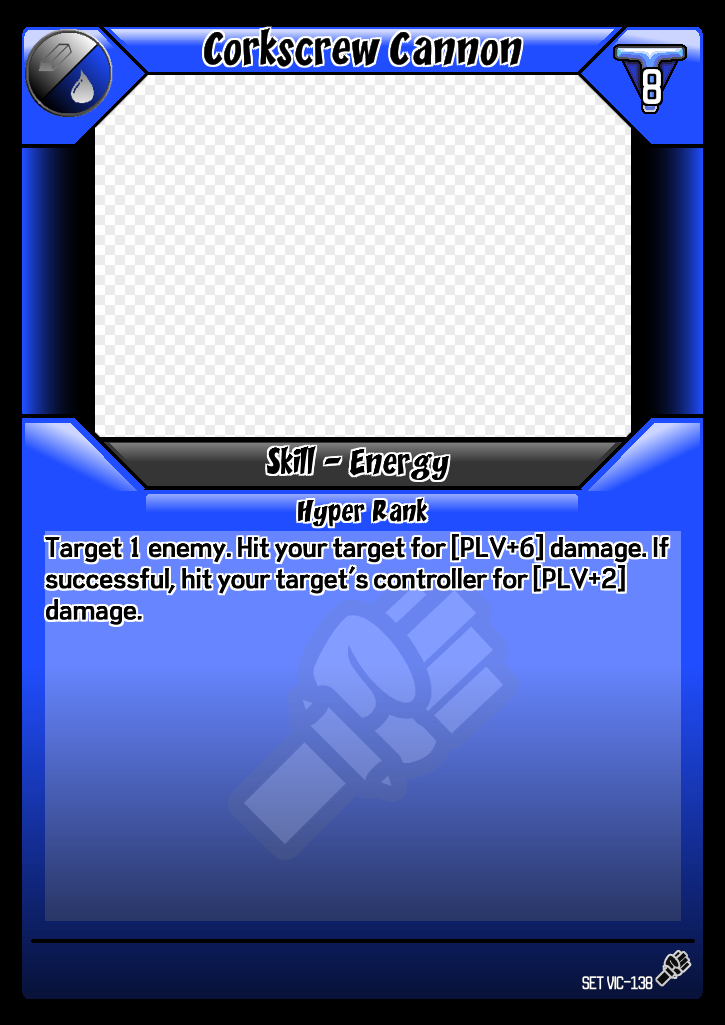 Corkscrew Cannon
8
Skill - Energy
Hyper Rank
Target 1 enemy. Hit your target for [PLV+6] damage. If
successful, hit your target's controller for [PLV+2]
damage.
SET VIC-138